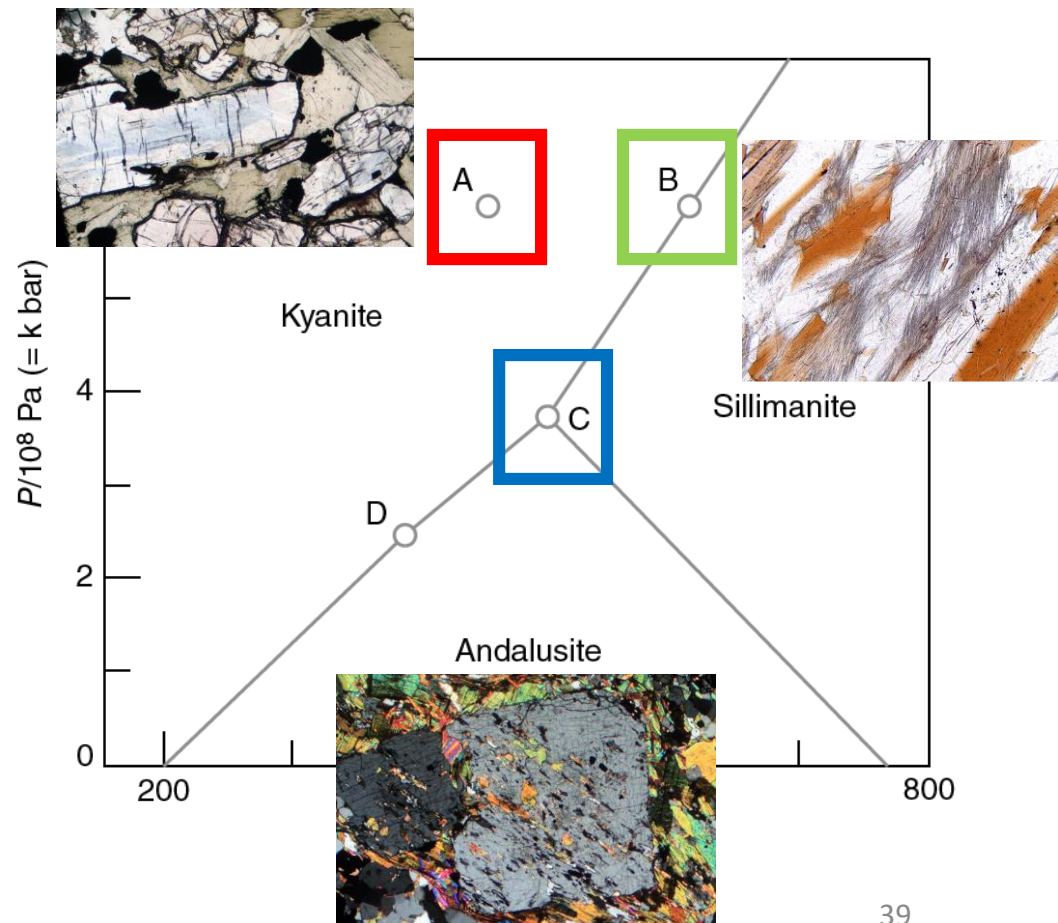 A
B
P/10⁸ Pa (= k bar)
Kyanite
4
C
Sillimanite
D
2
Andalusite
0
200
800
39